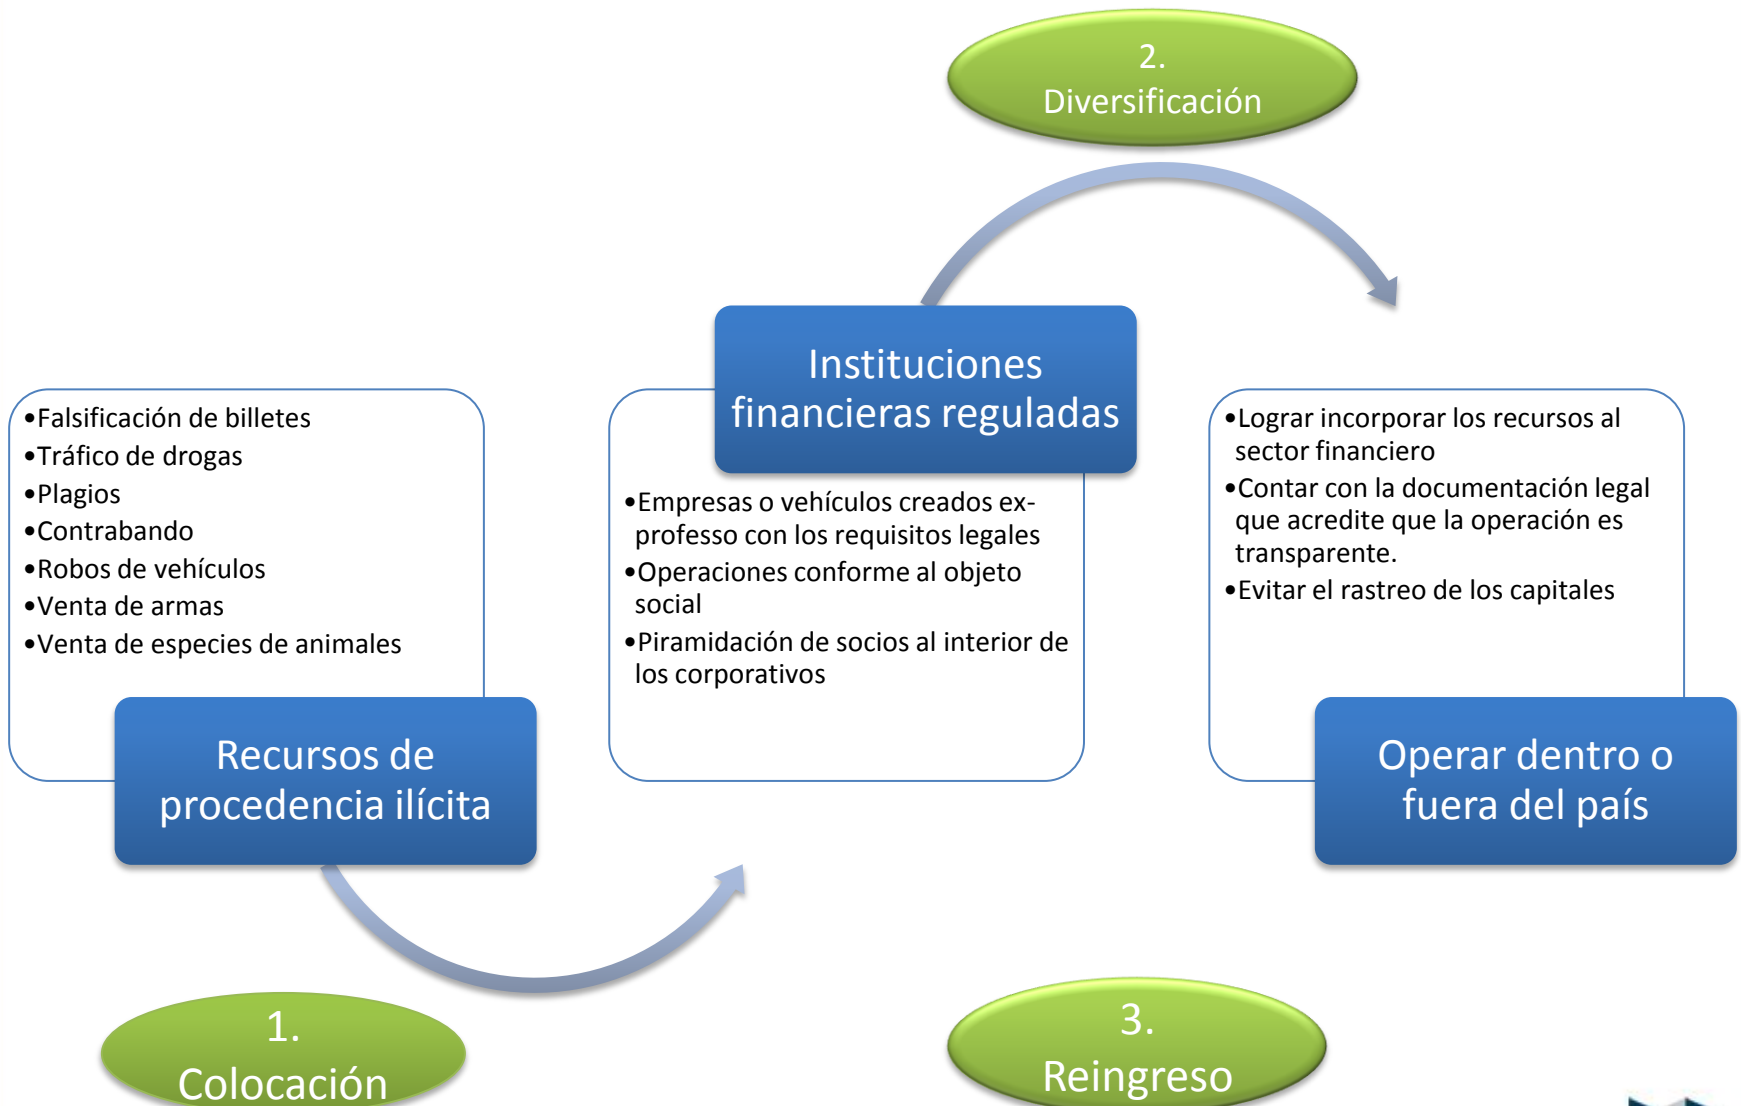 2.
Diversificación
•Falsificación de billetes
•Tráfico de drogas
•Plagios
•Contrabando
•Robos de vehículos
•Venta de armas
•Venta de especies de animales
Recursos de
procedencia ilícita
1.
Colocación
Instituciones
financieras reguladas
•Empresas o vehículos creados ex-
professo con los requisitos legales
•Operaciones conforme al objeto
social
•Piramidación de socios al interior de
los corporativos
•Lograr incorporar los recursos al
sector financiero
•Contar con la documentación legal
que acredite que la operación es
transparente.
•Evitar el rastreo de los capitales
Operar dentro o
fuera del país
3.
Reingreso